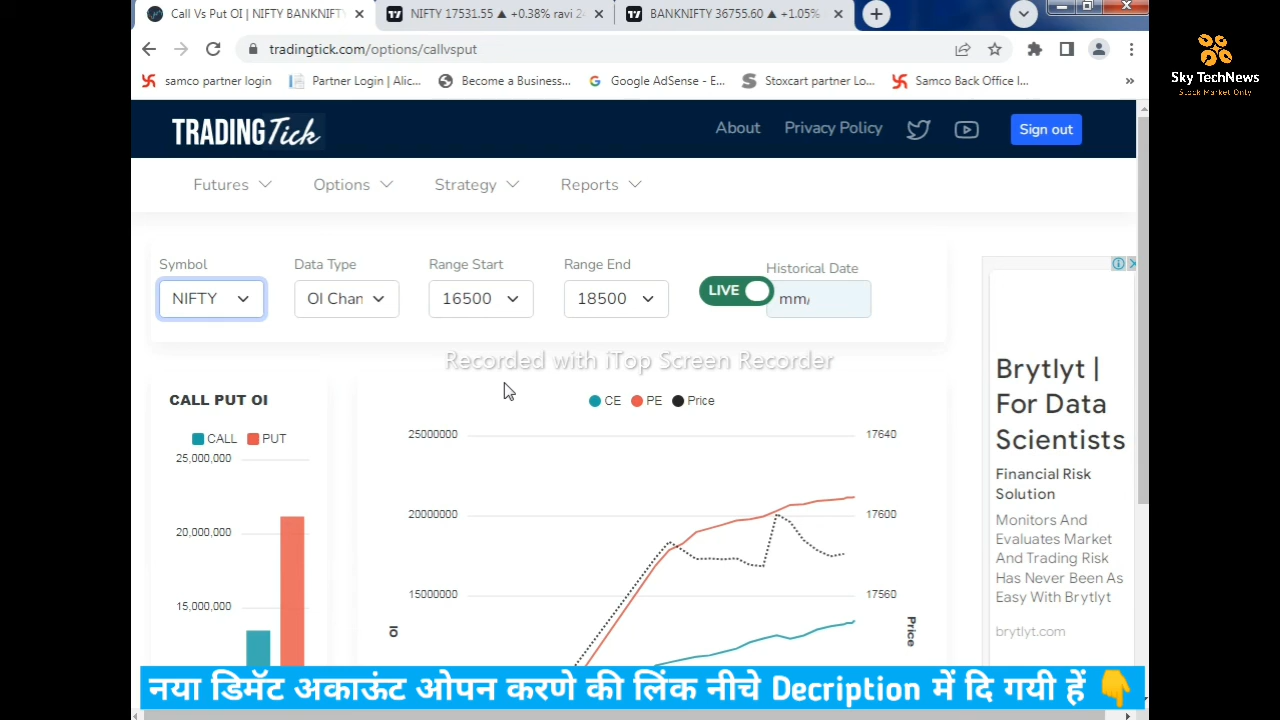 Call Vs Put OI | NIFTY BANKNIFTY
NIFTY 17531.55 ▲ +0.38% ravi 24
BANKNIFTY 36755.60 ▲ +1.05%
tradingtick.com/options/callvsput
samco partner login
Partner Login | Alic...
Become a Business...
Google AdSense - E...
Stoxcart partner Lo...
Samco Back Office I...
Sky TechNews
Stock Market Only
TRADINGTick
About
Privacy Policy
Sign out
Futures
Options
Strategy
Reports
Symbol
Data Type
Range Start
Range End
Historical Date
NIFTY
OI Chan
16500
18500
LIVE
mm/
Recorded with iTop Screen Recorder
CALL PUT OI
CALL PUT
25,000,000
20,000,000
15,000,000
CE PE Price
25000000
20000000
15000000
17640
17600
17560
OI
Price
Brytlyt |
For Data
Scientists
Financial Risk
Solution
Monitors And
Evaluates Market
And Trading Risk
Has Never Been As
Easy With Brytlyt
brytlyt.com
नया डिमॅट अकाऊंट ओपन करणे की लिंक नीचे Decription में दि गयी हें 👇